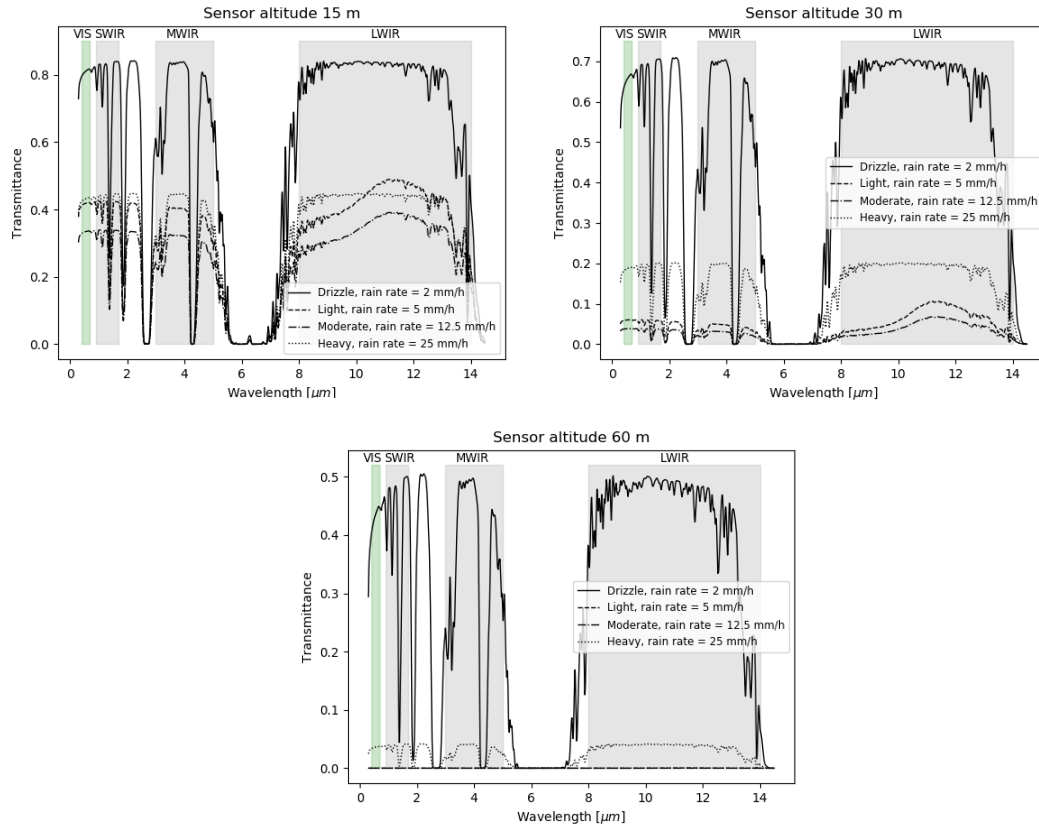 Sensor altitude 15 m
VIS SWIR MWIR LWIR
Transmittance
0.8
0.6
0.4
0.2
0.0
Drizzle, rain rate = 2 mm/h
Light, rain rate = 5 mm/h
Moderate, rain rate = 12.5 mm/h
Heavy, rain rate = 25 mm/h
0 2 4 6 8 10 12 14
Wavelength [μm]
Sensor altitude 30 m
VIS SWIR MWIR LWIR
Transmittance
0.7
0.6
0.5
0.4
0.3
0.2
0.1
0.0
Drizzle, rain rate = 2 mm/h
Light, rain rate = 5 mm/h
Moderate, rain rate = 12.5 mm/h
Heavy, rain rate = 25 mm/h
0 2 4 6 8 10 12 14
Wavelength [μm]
Sensor altitude 60 m
VIS SWIR MWIR LWIR
Transmittance
0.5
0.4
0.3
0.2
0.1
0.0
Drizzle, rain rate = 2 mm/h
Light, rain rate = 5 mm/h
Moderate, rain rate = 12.5 mm/h
Heavy, rain rate = 25 mm/h
0 2 4 6 8 10 12 14
Wavelength [μm]